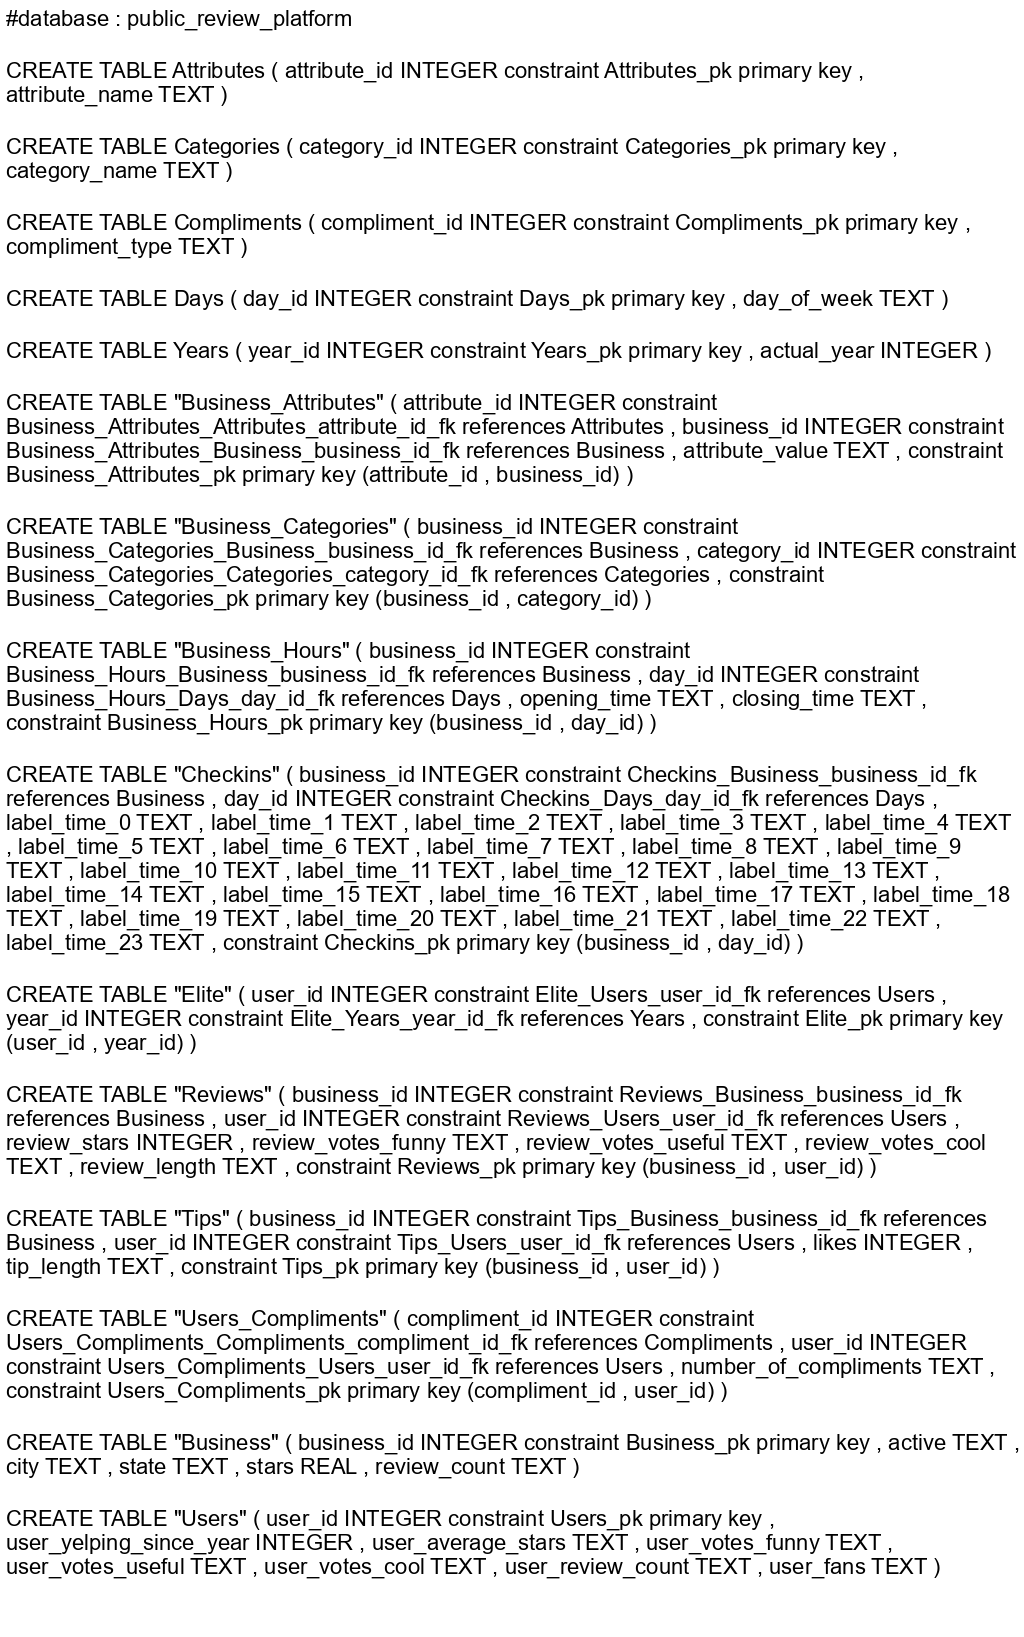 #database : public_review_platform
CREATE TABLE Attributes ( attribute_id INTEGER constraint Attributes_pk primary key ,
attribute_name TEXT )
CREATE TABLE Categories ( category_id INTEGER constraint Categories_pk primary key ,
category_name TEXT )
CREATE TABLE Compliments ( compliment_id INTEGER constraint Compliments_pk primary key ,
compliment_type TEXT )
CREATE TABLE Days ( day_id INTEGER constraint Days_pk primary key , day_of_week TEXT )
CREATE TABLE Years ( year_id INTEGER constraint Years_pk primary key , actual_year INTEGER )
CREATE TABLE "Business_Attributes" ( attribute_id INTEGER constraint
Business_Attributes_Attributes_attribute_id_fk references Attributes , business_id INTEGER constraint
Business_Attributes_Business_business_id_fk references Business , attribute_value TEXT , constraint
Business_Attributes_pk primary key (attribute_id , business_id) )
CREATE TABLE "Business_Categories" ( business_id INTEGER constraint
Business_Categories_Business_business_id_fk references Business , category_id INTEGER constraint
Business_Categories_Categories_category_id_fk references Categories , constraint
Business_Categories_pk primary key (business_id , category_id) )
CREATE TABLE "Business_Hours" ( business_id INTEGER constraint
Business_Hours_Business_business_id_fk references Business , day_id INTEGER constraint
Business_Hours_Days_day_id_fk references Days , opening_time TEXT , closing_time TEXT ,
constraint Business_Hours_pk primary key (business_id , day_id) )
CREATE TABLE "Checkins" ( business_id INTEGER constraint Checkins_Business_business_id_fk
references Business , day_id INTEGER constraint Checkins_Days_day_id_fk references Days ,
label_time_0 TEXT , label_time_1 TEXT , label_time_2 TEXT , label_time_3 TEXT , label_time_4 TEXT
, label_time_5 TEXT , label_time_6 TEXT , label_time_7 TEXT , label_time_8 TEXT , label_time_9
TEXT , label_time_10 TEXT , label_time_11 TEXT , label_time_12 TEXT , label_time_13 TEXT ,
label_time_14 TEXT , label_time_15 TEXT , label_time_16 TEXT , label_time_17 TEXT , label_time_18
TEXT , label_time_19 TEXT , label_time_20 TEXT , label_time_21 TEXT , label_time_22 TEXT ,
label_time_23 TEXT , constraint Checkins_pk primary key (business_id , day_id) )
CREATE TABLE "Elite" ( user_id INTEGER constraint Elite_Users_user_id_fk references Users ,
year_id INTEGER constraint Elite_Years_year_id_fk references Years , constraint Elite_pk primary key
(user_id , year_id) )
CREATE TABLE "Reviews" ( business_id INTEGER constraint Reviews_Business_business_id_fk
references Business , user_id INTEGER constraint Reviews_Users_user_id_fk references Users ,
review_stars INTEGER , review_votes_funny TEXT , review_votes_useful TEXT , review_votes_cool
TEXT , review_length TEXT , constraint Reviews_pk primary key (business_id , user_id) )
CREATE TABLE "Tips" ( business_id INTEGER constraint Tips_Business_business_id_fk references
Business , user_id INTEGER constraint Tips_Users_user_id_fk references Users , likes INTEGER ,
tip_length TEXT , constraint Tips_pk primary key (business_id , user_id) )
CREATE TABLE "Users_Compliments" ( compliment_id INTEGER constraint
Users_Compliments_Compliments_compliment_id_fk references Compliments , user_id INTEGER
constraint Users_Compliments_Users_user_id_fk references Users , number_of_compliments TEXT ,
constraint Users_Compliments_pk primary key (compliment_id , user_id) )
CREATE TABLE "Business" ( business_id INTEGER constraint Business_pk primary key , active TEXT ,
city TEXT , state TEXT , stars REAL , review_count TEXT )
CREATE TABLE "Users" ( user_id INTEGER constraint Users_pk primary key ,
user_yelping_since_year INTEGER , user_average_stars TEXT , user_votes_funny TEXT ,
user_votes_useful TEXT , user_votes_cool TEXT , user_review_count TEXT , user_fans TEXT )